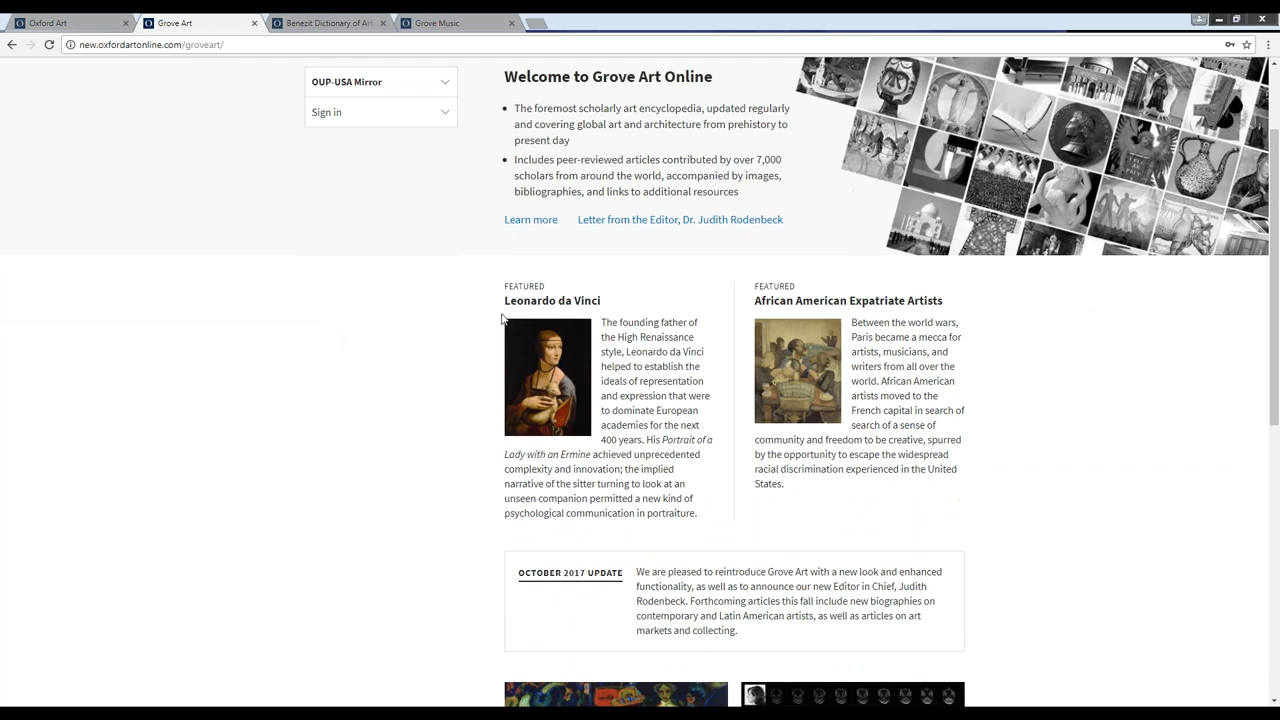 Oxford Art
Grove Art
Benezit Dictionary of Art
Grove Music
new.oxfordartonline.com/groveart/
OUP-USA Mirror
Sign in
Welcome to Grove Art Online
The foremost scholarly art encyclopedia, updated regularly
and covering global art and architecture from prehistory to
present day
Includes peer-reviewed articles contributed by over 7,000
scholars from around the world, accompanied by images,
bibliographies, and links to additional resources
Learn more Letter from the Editor, Dr. Judith Rodenbeck
FEATURED
Leonardo da Vinci
The founding father of
the High Renaissance
style, Leonardo da Vinci
helped to establish the
ideals of representation
and expression that were
to dominate European
academies for the next
400 years. His Portrait of a
Lady with an Ermine achieved unprecedented
complexity and innovation; the implied
narrative of the sitter turning to look at an
unseen companion permitted a new kind of
psychological communication in portraiture.
FEATURED
African American Expatriate Artists
Between the world wars,
Paris became a mecca for
artists, musicians, and
writers from all over the
world. African American
artists moved to the
French capital in search of
search of a sense of
community and freedom to be creative, spurred
by the opportunity to escape the widespread
racial discrimination experienced in the United
States.
OCTOBER 2017 UPDATE
We are pleased to reintroduce Grove Art with a new look and enhanced
functionality, as well as to announce our new Editor in Chief, Judith
Rodenbeck. Forthcoming articles this fall include new biographies on
contemporary and Latin American artists, as well as articles on art
markets and collecting.